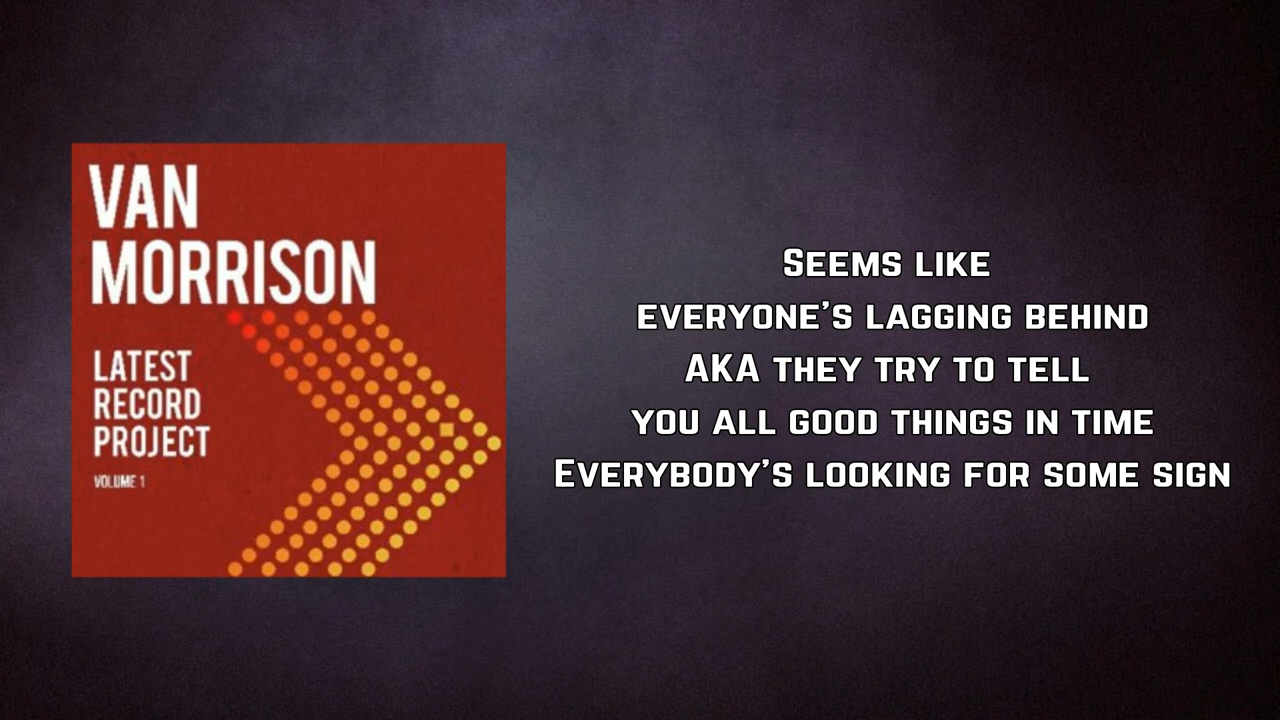 VAN
MORRISON
LATEST
RECORD
PROJECT
VOLUME 1
Seems like
everyone's lagging behind
AKA they try to tell
you all good things in time
Everybody's looking for some sign